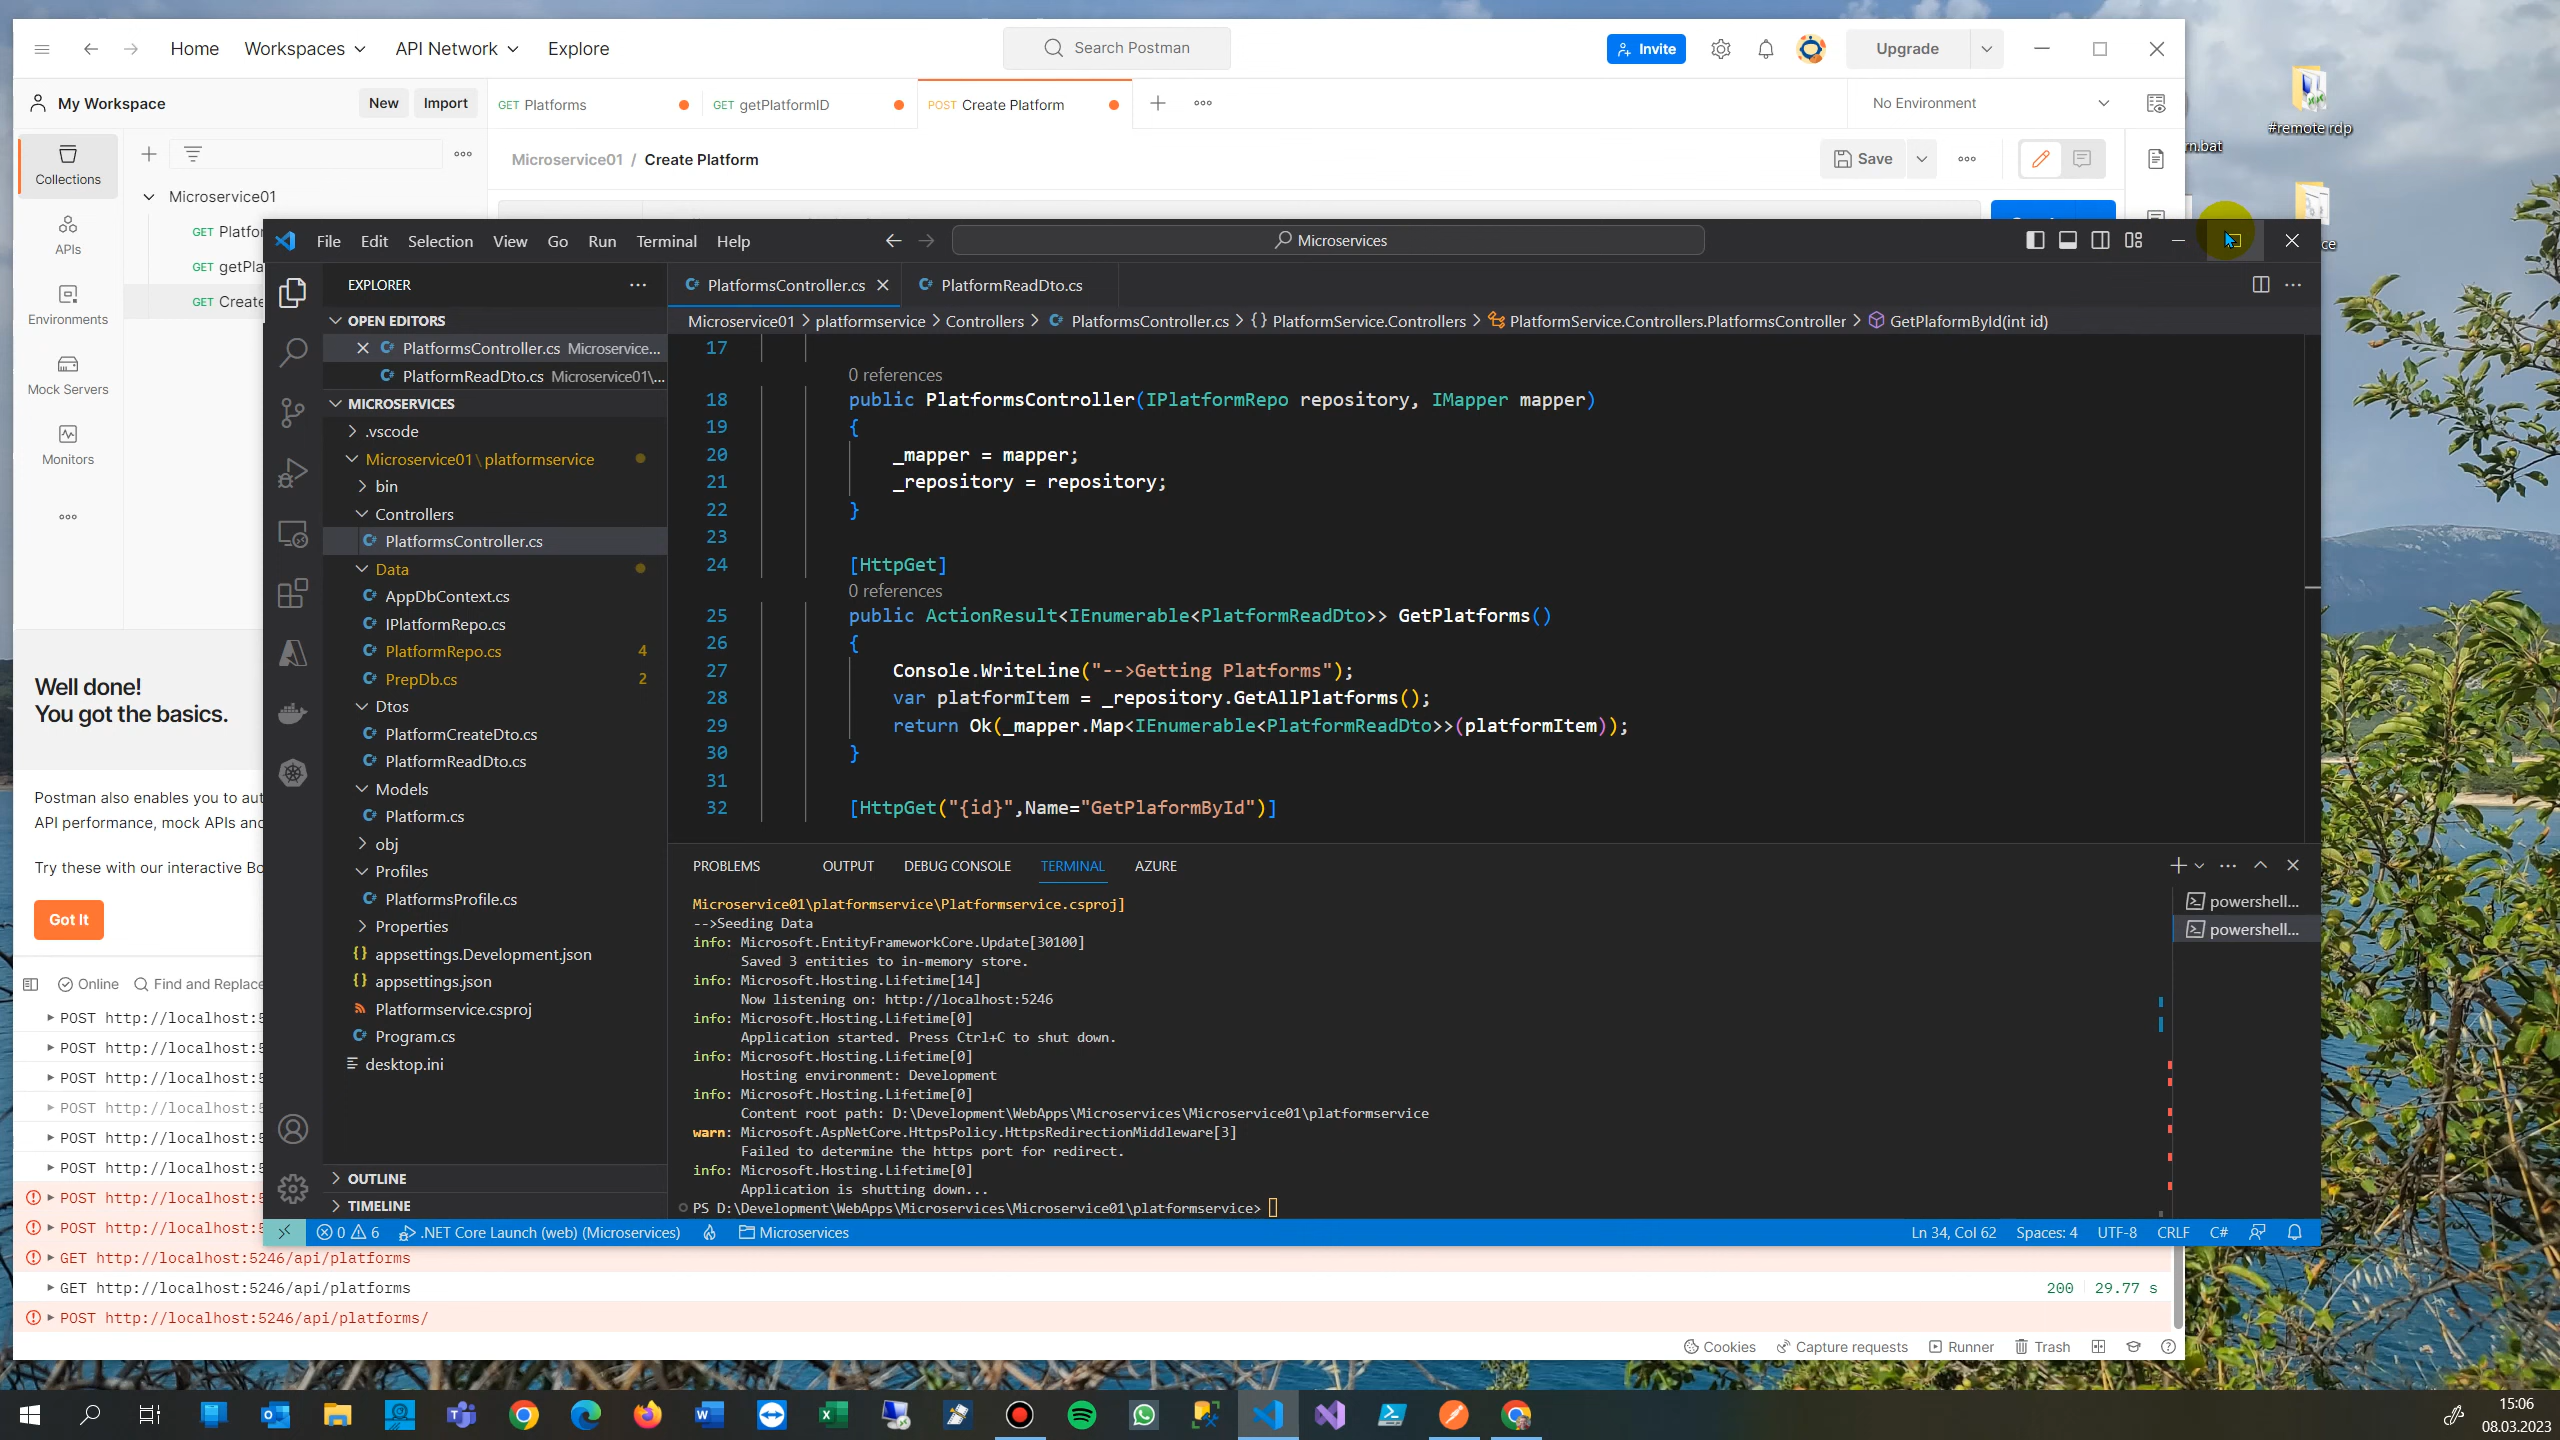 Home Workspaces API Network Explore
Search Postman
Invite
Upgrade
My Workspace
New Import
GET Platforms
GET getPlatformID
POST Create Platform
No Environment
Microservice01 / Create Platform
Save
Collections
APIs
Environments
Mock Servers
Monitors
Microservice01
GET Platfor
GET getPla
GET Create
#remote rdp
rn.bat
Well done!
You got the basics.
Postman also enables you to aut
API performance, mock APIs and
Try these with our interactive Bo
Got It
Online Find and Replace
File Edit Selection View Go Run Terminal Help
Microservices
EXPLORER
OPEN EDITORS
PlatformsController.cs Microservice...
PlatformReadDto.cs Microservice01\...
MICROSERVICES
.vscode
Microservice01\platformservice
bin
Controllers
PlatformsController.cs
Data
AppDbContext.cs
IPlatformRepo.cs
PlatformRepo.cs 4
PrepDb.cs 2
Dtos
PlatformCreateDto.cs
PlatformReadDto.cs
Models
Platform.cs
obj
Profiles
PlatformsProfile.cs
Properties
appsettings.Development.json
appsettings.json
Platformservice.csproj
Program.cs
desktop.ini
OUTLINE
TIMELINE
PlatformsController.cs
PlatformReadDto.cs
Microservice01 > platformservice > Controllers > PlatformsController.cs > {} PlatformService.Controllers > PlatformService.Controllers.PlatformsController > GetPlaformById(int id)
17
0 references
18 public PlatformsController(IPlatformRepo repository, IMapper mapper)
19 {
20 _mapper = mapper;
21 _repository = repository;
22 }
23
24 [HttpGet]
0 references
25 public ActionResult<IEnumerable<PlatformReadDto>> GetPlatforms()
26 {
27 Console.WriteLine("-->Getting Platforms");
28 var platformItem = _repository.GetAllPlatforms();
29 return Ok(_mapper.Map<IEnumerable<PlatformReadDto>>(platformItem));
30 }
31
32 [HttpGet("{id}",Name="GetPlaformById")]
PROBLEMS OUTPUT DEBUG CONSOLE TERMINAL AZURE
Microservice01\platformservice\Platformservice.csproj]
-->Seeding Data
info: Microsoft.EntityFrameworkCore.Update[30100]
Saved 3 entities to in-memory store.
info: Microsoft.Hosting.Lifetime[14]
Now listening on: http://localhost:5246
info: Microsoft.Hosting.Lifetime[0]
Application started. Press Ctrl+C to shut down.
info: Microsoft.Hosting.Lifetime[0]
Hosting environment: Development
info: Microsoft.Hosting.Lifetime[0]
Content root path: D:\Development\WebApps\Microservices\Microservice01\platformservice
warn: Microsoft.AspNetCore.HttpsPolicy.HttpsRedirectionMiddleware[3]
Failed to determine the https port for redirect.
info: Microsoft.Hosting.Lifetime[0]
Application is shutting down...
PS D:\Development\WebApps\Microservices\Microservice01\platformservice>
powershell...
powershell...
0 6 .NET Core Launch (web) (Microservices) Microservices
Ln 34, Col 62 Spaces: 4 UTF-8 CRLF C#
POST http://localhost:5
POST http://localhost:5
POST http://localhost:5
POST http://localhost:5
POST http://localhost:5
POST http://localhost:5
POST http://localhost:5
POST http://localhost:5
GET http://localhost:5246/api/platforms
GET http://localhost:5246/api/platforms 200 29.77 s
POST http://localhost:5246/api/platforms/
Cookies Capture requests Runner Trash
15:06
08.03.2023